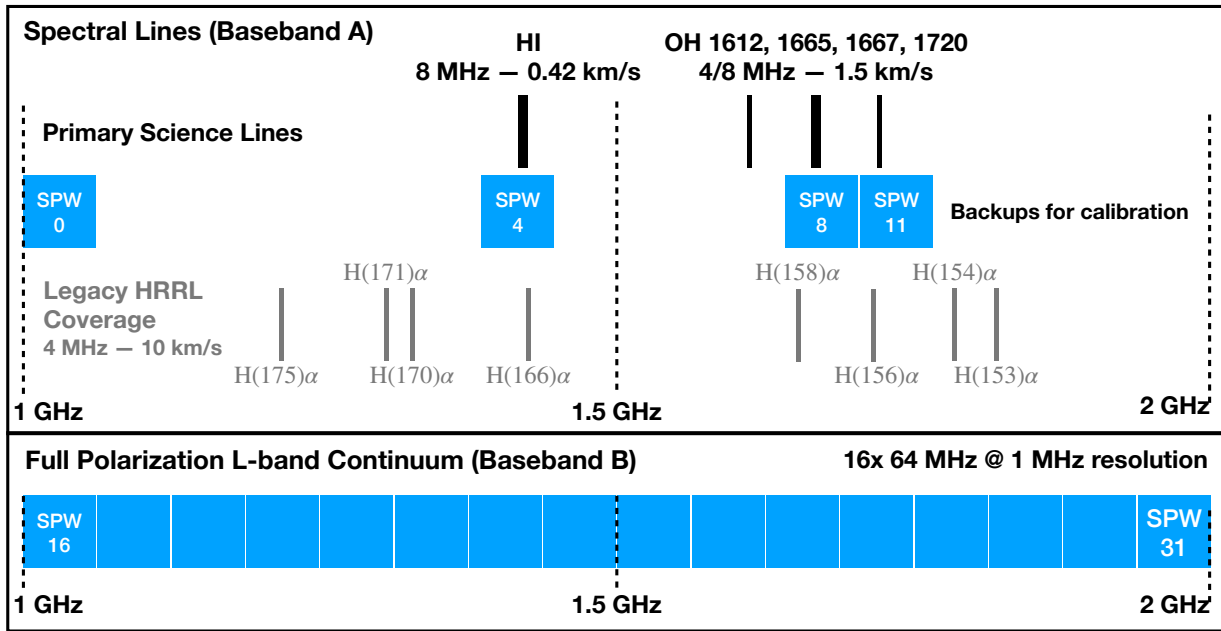 Spectral Lines (Baseband A)
HI
8 MHz — 0.42 km/s
OH 1612, 1665, 1667, 1720
4/8 MHz — 1.5 km/s
Primary Science Lines
SPW
0
SPW
4
SPW
8
SPW
11
Backups for calibration
Legacy HRRL
Coverage
4 MHz — 10 km/s
H(171)α
H(158)α
H(154)α
H(175)α
H(170)α
H(166)α
H(156)α
H(153)α
1 GHz
1.5 GHz
2 GHz
Full Polarization L-band Continuum (Baseband B)
16x 64 MHz @ 1 MHz resolution
SPW
16
SPW
31
1 GHz
1.5 GHz
2 GHz